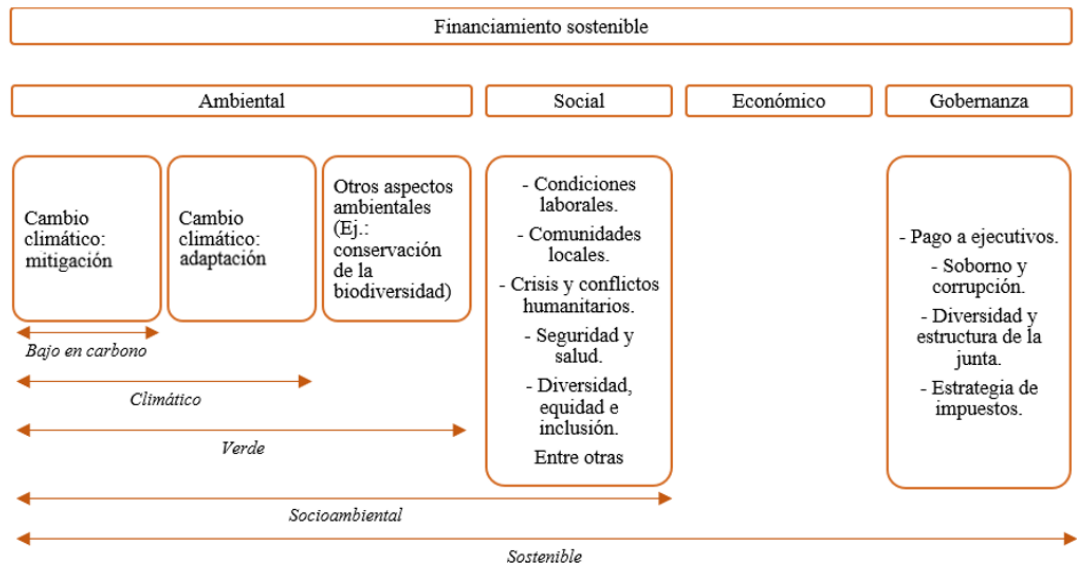 Financiamiento sostenible
Ambiental
Social
Económico
Gobernanza
Cambio
climático:
mitigación
Cambio
climático:
adaptación
Otros aspectos
ambientales
(Ej.:
conservación
de la
biodiversidad)
- Condiciones
laborales.
- Comunidades
locales.
- Crisis y conflictos
humanitarios.
- Seguridad y
salud.
- Diversidad,
equidad e
inclusión.
Entre otras
- Pago a ejecutivos.
- Soborno y
corrupción.
- Diversidad y
estructura de la
junta.
- Estrategia de
impuestos.
Bajo en carbono
Climático
Verde
Socioambiental
Sostenible